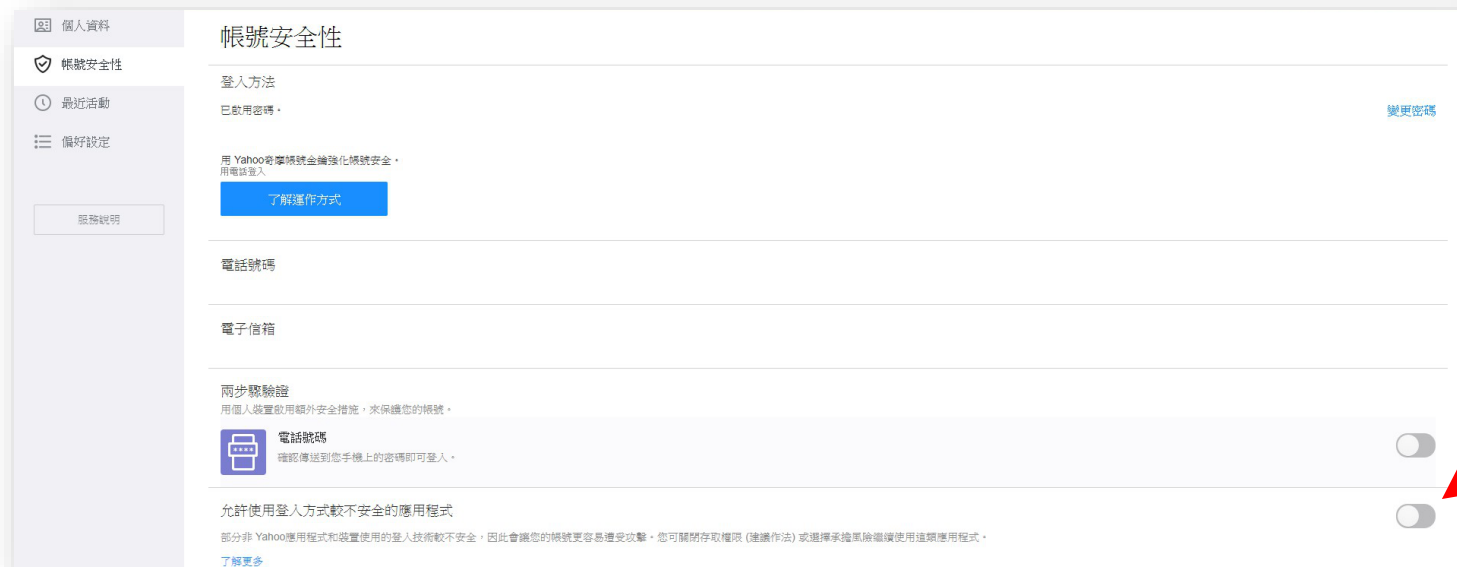 個人資料
帳號安全性
最近活動
偏好設定
服務說明
帳號安全性
登入方法
已啟用密碼。
變更密碼
用 Yahoo奇摩帳號金鑰強化帳號安全。
用電話登入
了解運作方式
電話號碼
電子信箱
兩步驟驗證
用個人裝置啟用額外安全措施，來保護您的帳號。
電話號碼
確認傳送到您手機上的密碼即可登入。
允許使用登入方式較不安全的應用程式
部分非 Yahoo應用程式和裝置使用的登入技術較不安全，因此會讓您的帳號更容易遭受攻擊。您可關閉存取權限 (建議作法) 或選擇承擔風險繼續使用這類應用程式。
了解更多